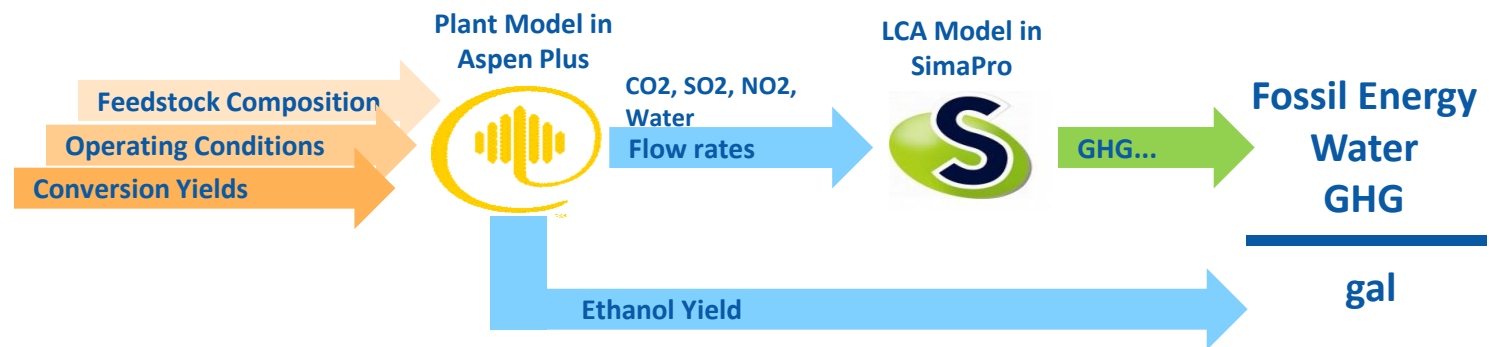 Plant Model in
Aspen Plus
LCA Model in
SimaPro
Feedstock Composition
Operating Conditions
Conversion Yields
CO2, SO2, NO2,
Water
Flow rates
S
GHG...
Fossil Energy
Water
GHG
gal
Ethanol Yield